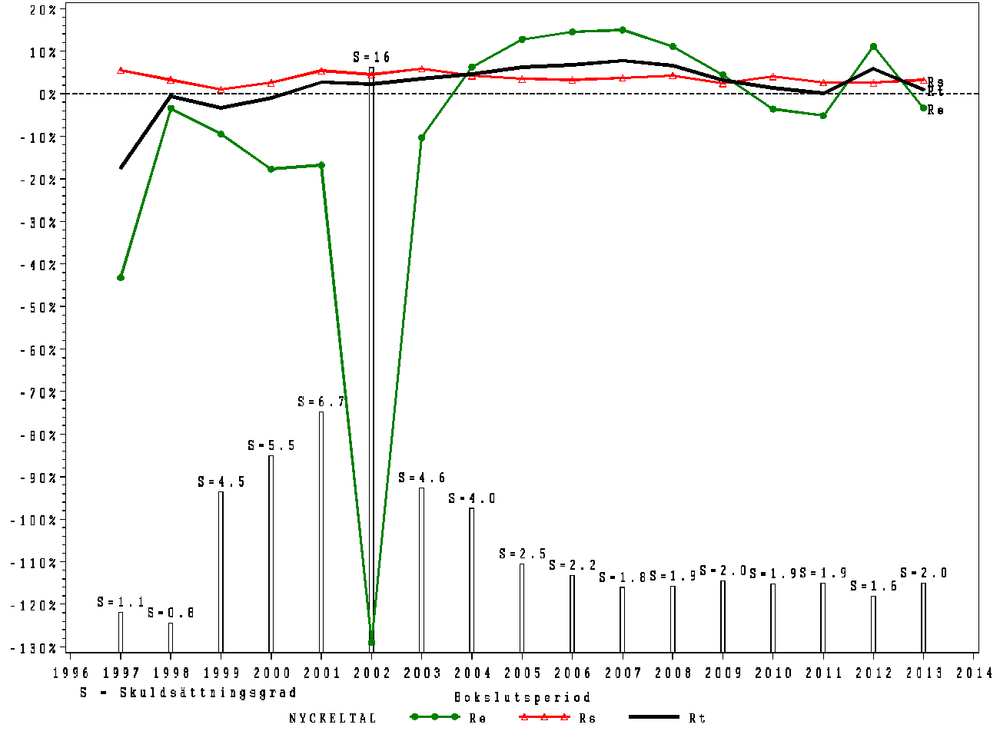 20%
S=16
10%
Rs
0%
Rt
Re
-10%
-20%
-30%
-40%
-50%
-60%
-70%
S=6.7
-80%
S=5.5
-90%
S=4.5
S=4.6
S=4.0
-100%
-110%
S=2.5
S=2.2
S=1.8
S=1.9
S=2.0
S=1.9
S=1.9
S=1.6
S=2.0
-120%
S=1.1
S=0.8
-130%
1996 1997 1998 1999 2000 2001 2002 2003 2004 2005 2006 2007 2008 2009 2010 2011 2012 2013 2014
S = Skuldsättningsgrad
Bokslutsperiod
NYCKELTAL Re Rs Rt